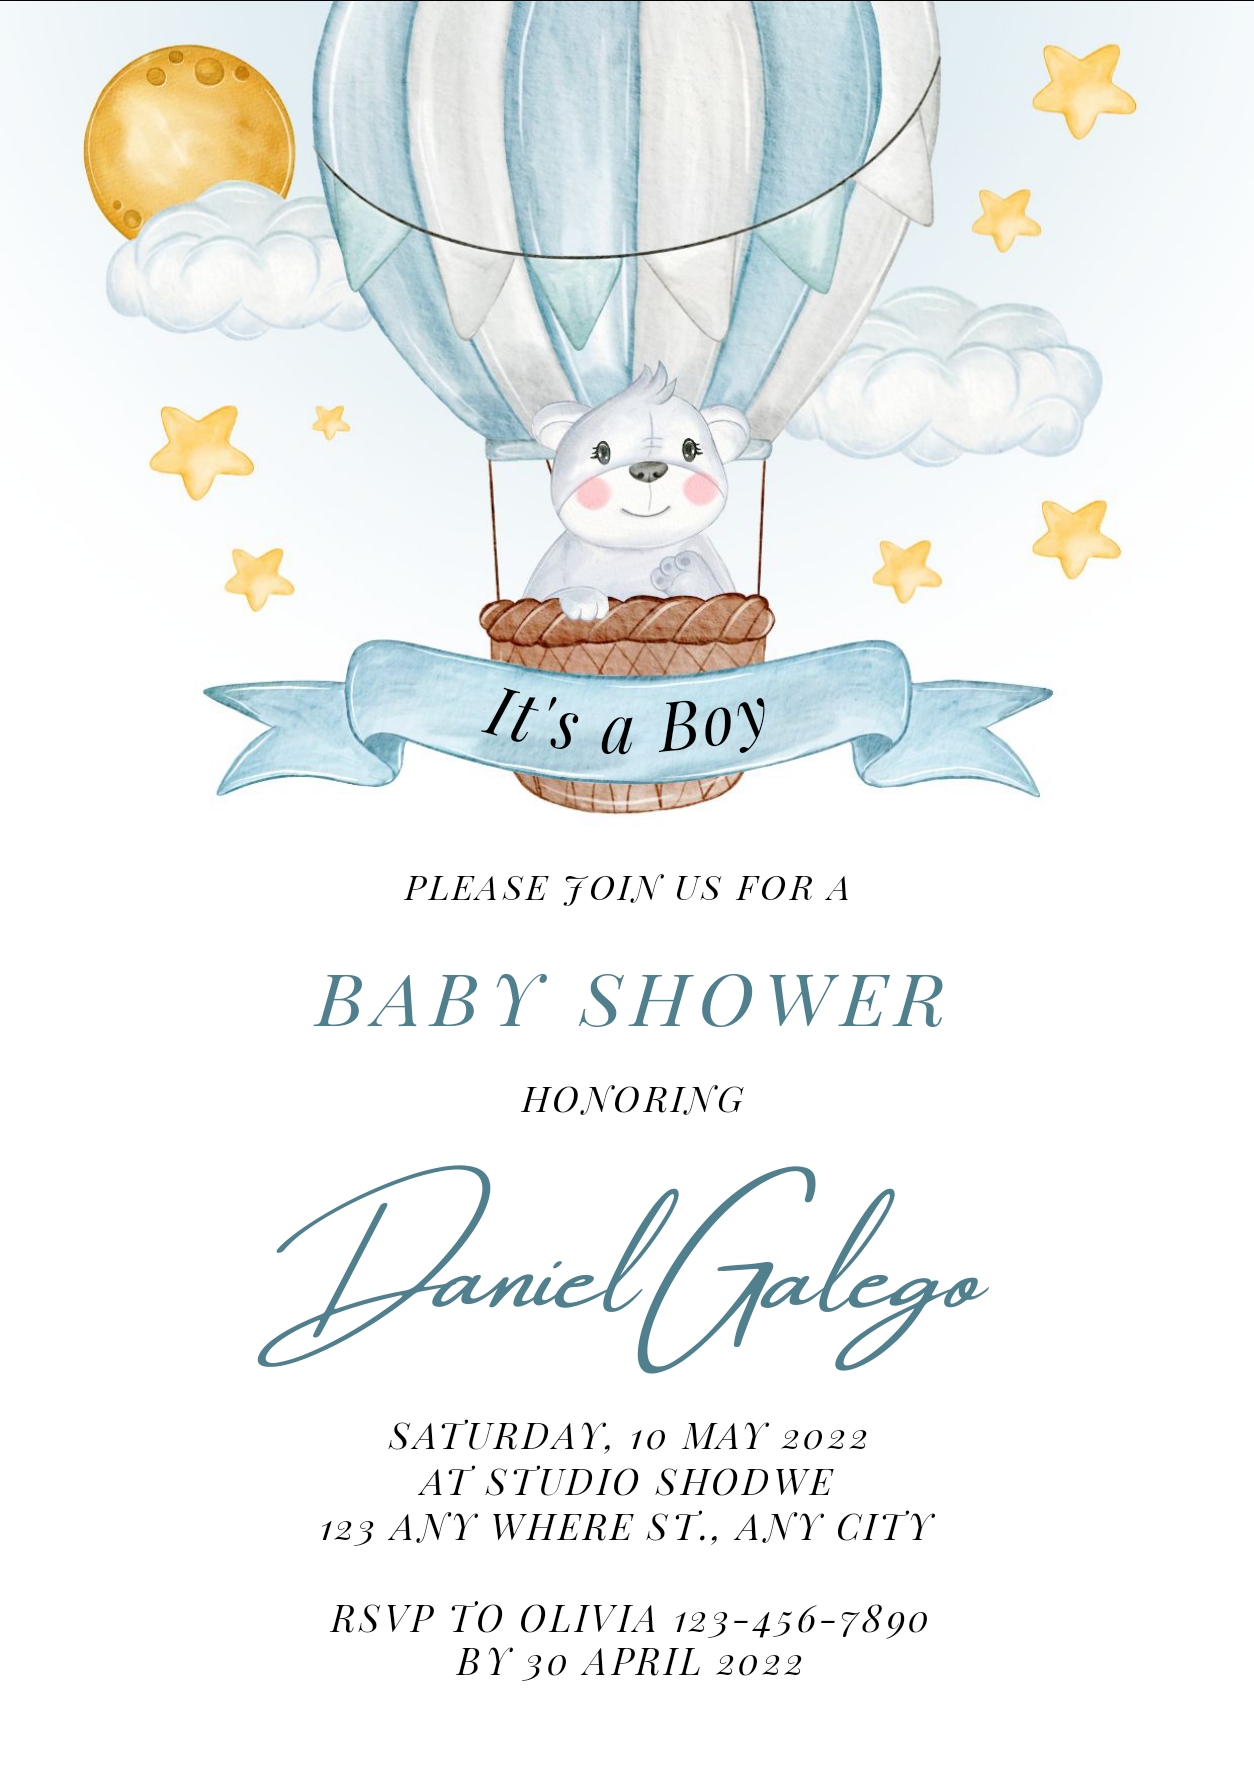 It's a Boy
PLEASE JOIN US FOR A
BABY SHOWER
HONORING
Daniel Galego
SATURDAY, 10 MAY 2022
AT STUDIO SHODWE
123 ANY WHERE ST., ANY CITY
RSVP TO OLIVIA 123-456-7890
BY 30 APRIL 2022